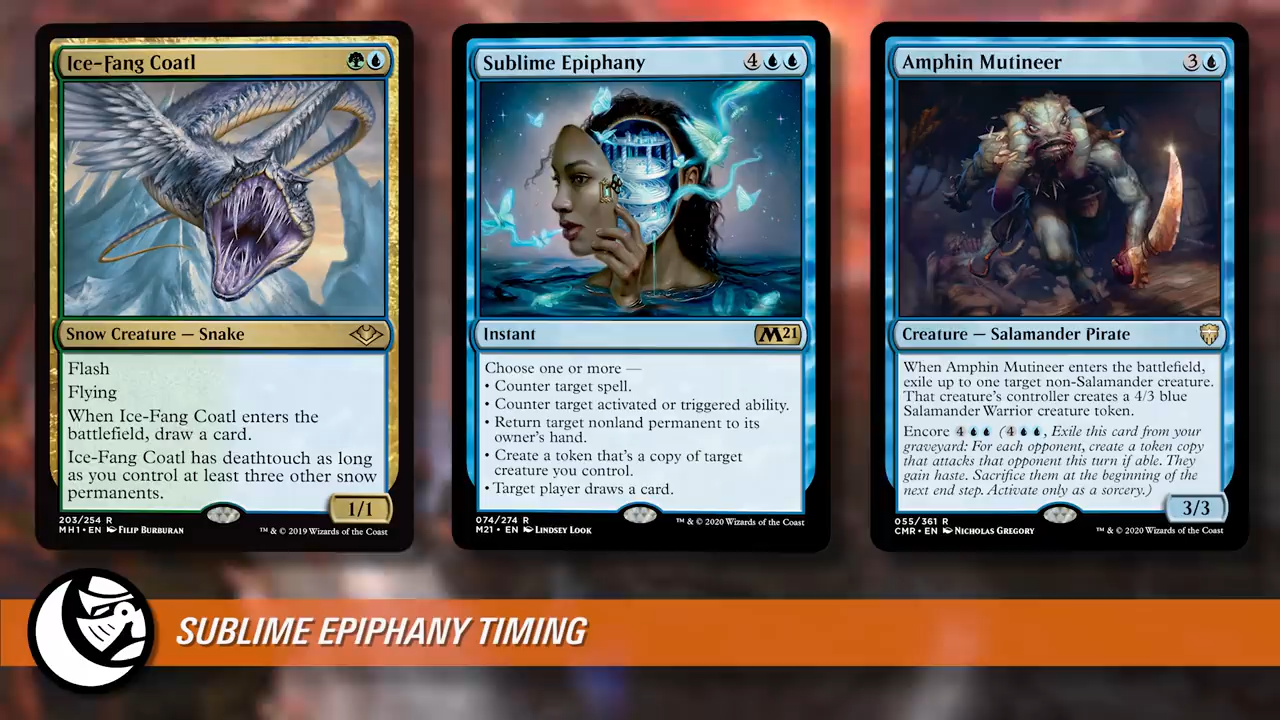 Ice-Fang Coatl
Snow Creature — Snake
Flash
Flying
When Ice-Fang Coatl enters the
battlefield, draw a card.
Ice-Fang Coatl has deathtouch as long
as you control at least three other snow
permanents.
1/1
203/254 R
MH1 • EN Filip Burburan
™ & © 2019 Wizards of the Coast
Sublime Epiphany
4
Instant
M21
Choose one or more —
• Counter target spell.
• Counter target activated or triggered ability.
• Return target nonland permanent to its
owner's hand.
• Create a token that's a copy of target
creature you control.
• Target player draws a card.
074/274 R
M21 • EN Lindsey Look
™ & © 2020 Wizards of the Coast
Amphin Mutineer
3
Creature — Salamander Pirate
When Amphin Mutineer enters the battlefield,
exile up to one target non-Salamander creature.
That creature's controller creates a 4/3 blue
Salamander Warrior creature token.
Encore 4 (4, Exile this card from your
graveyard: For each opponent, create a token copy
that attacks that opponent this turn if able. They
gain haste. Sacrifice them at the beginning of the
next end step. Activate only as a sorcery.)
3/3
055/361 R
CMR • EN Nicholas Gregory
™ & © 2020 Wizards of the Coast
SUBLIME EPIPHANY TIMING